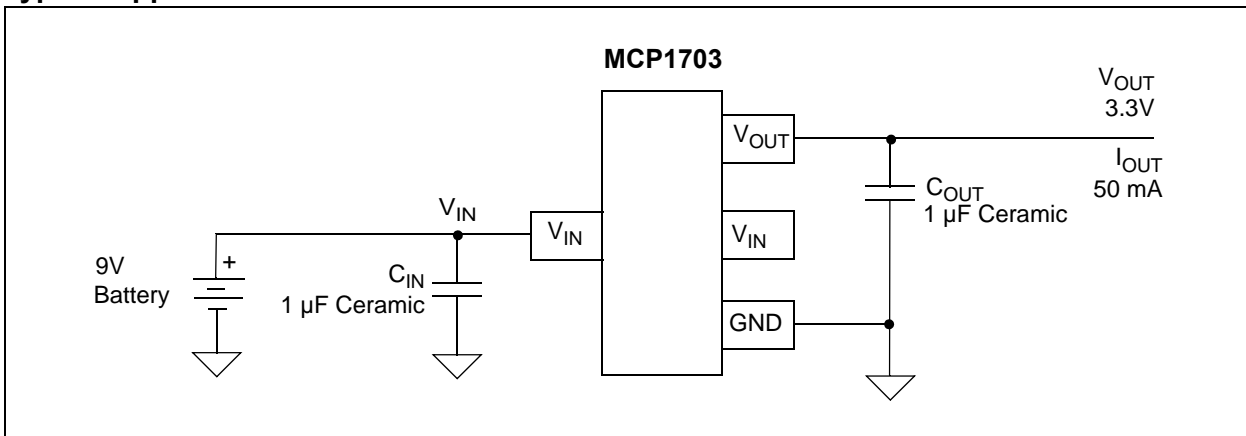 MCP1703
VOUT
3.3V
IOUT
50 mA
VOUT
COUT
1 µF Ceramic
VIN
VIN
VIN
9V
Battery
+
CIN
1 µF Ceramic
GND